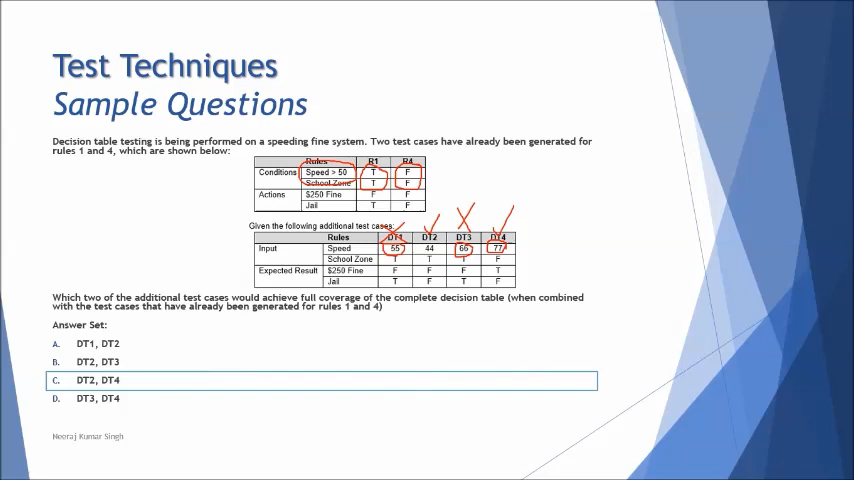 Test Techniques
Sample Questions
Decision table testing is being performed on a speeding fine system. Two test cases have already been generated for
rules 1 and 4, which are shown below:
Rules R1 R4
Conditions Speed > 50 T F
School Zone T F
Actions $250 Fine F F
Jail T F
Given the following additional test cases:
Rules DT1 DT2 DT3 DT4
Input Speed 55 44 66 77
School Zone T T T F
Expected Result $250 Fine F F F T
Jail T F T F
Which two of the additional test cases would achieve full coverage of the complete decision table (when combined
with the test cases that have already been generated for rules 1 and 4)
Answer Set:
A. DT1, DT2
B. DT2, DT3
C. DT2, DT4
D. DT3, DT4
Neeraj Kumar Singh